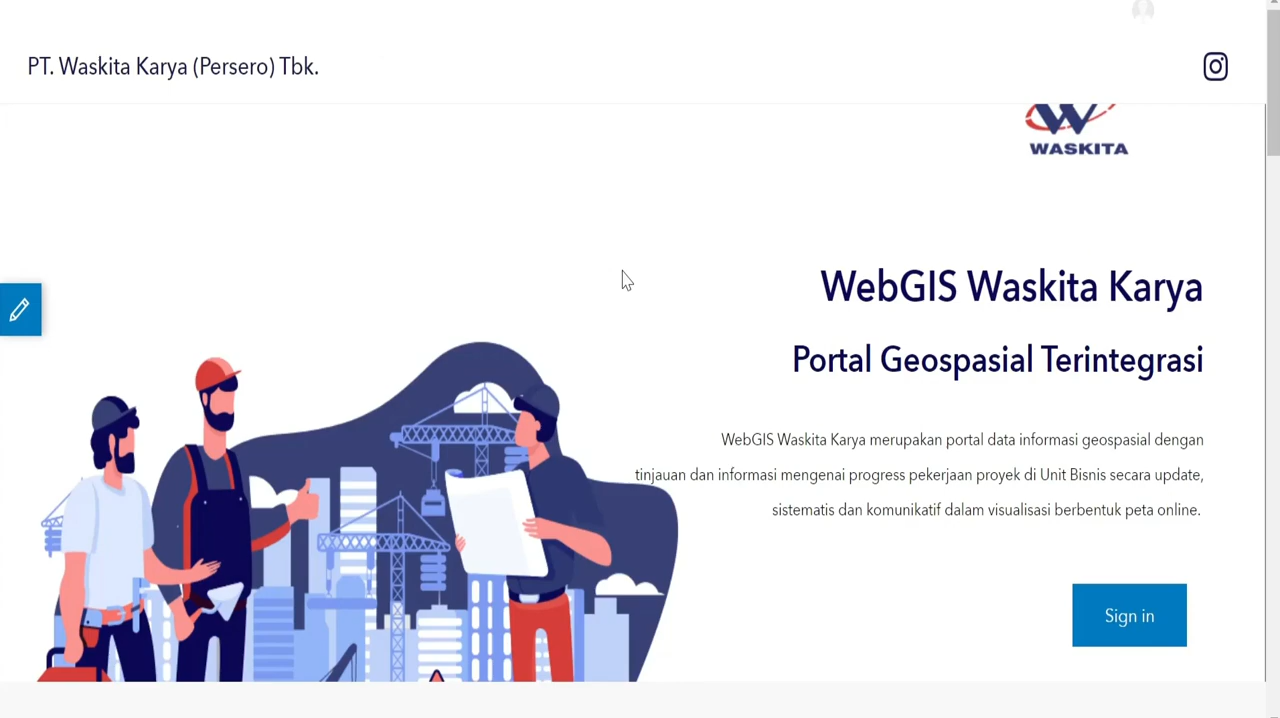 PT. Waskita Karya (Persero) Tbk.
WASKITA
WebGIS Waskita Karya
Portal Geospasial Terintegrasi
WebGIS Waskita Karya merupakan portal data informasi geospasial dengan
tinjauan dan informasi mengenai progress pekerjaan proyek di Unit Bisnis secara update,
sistematis dan komunikatif dalam visualisasi berbentuk peta online.
Sign in